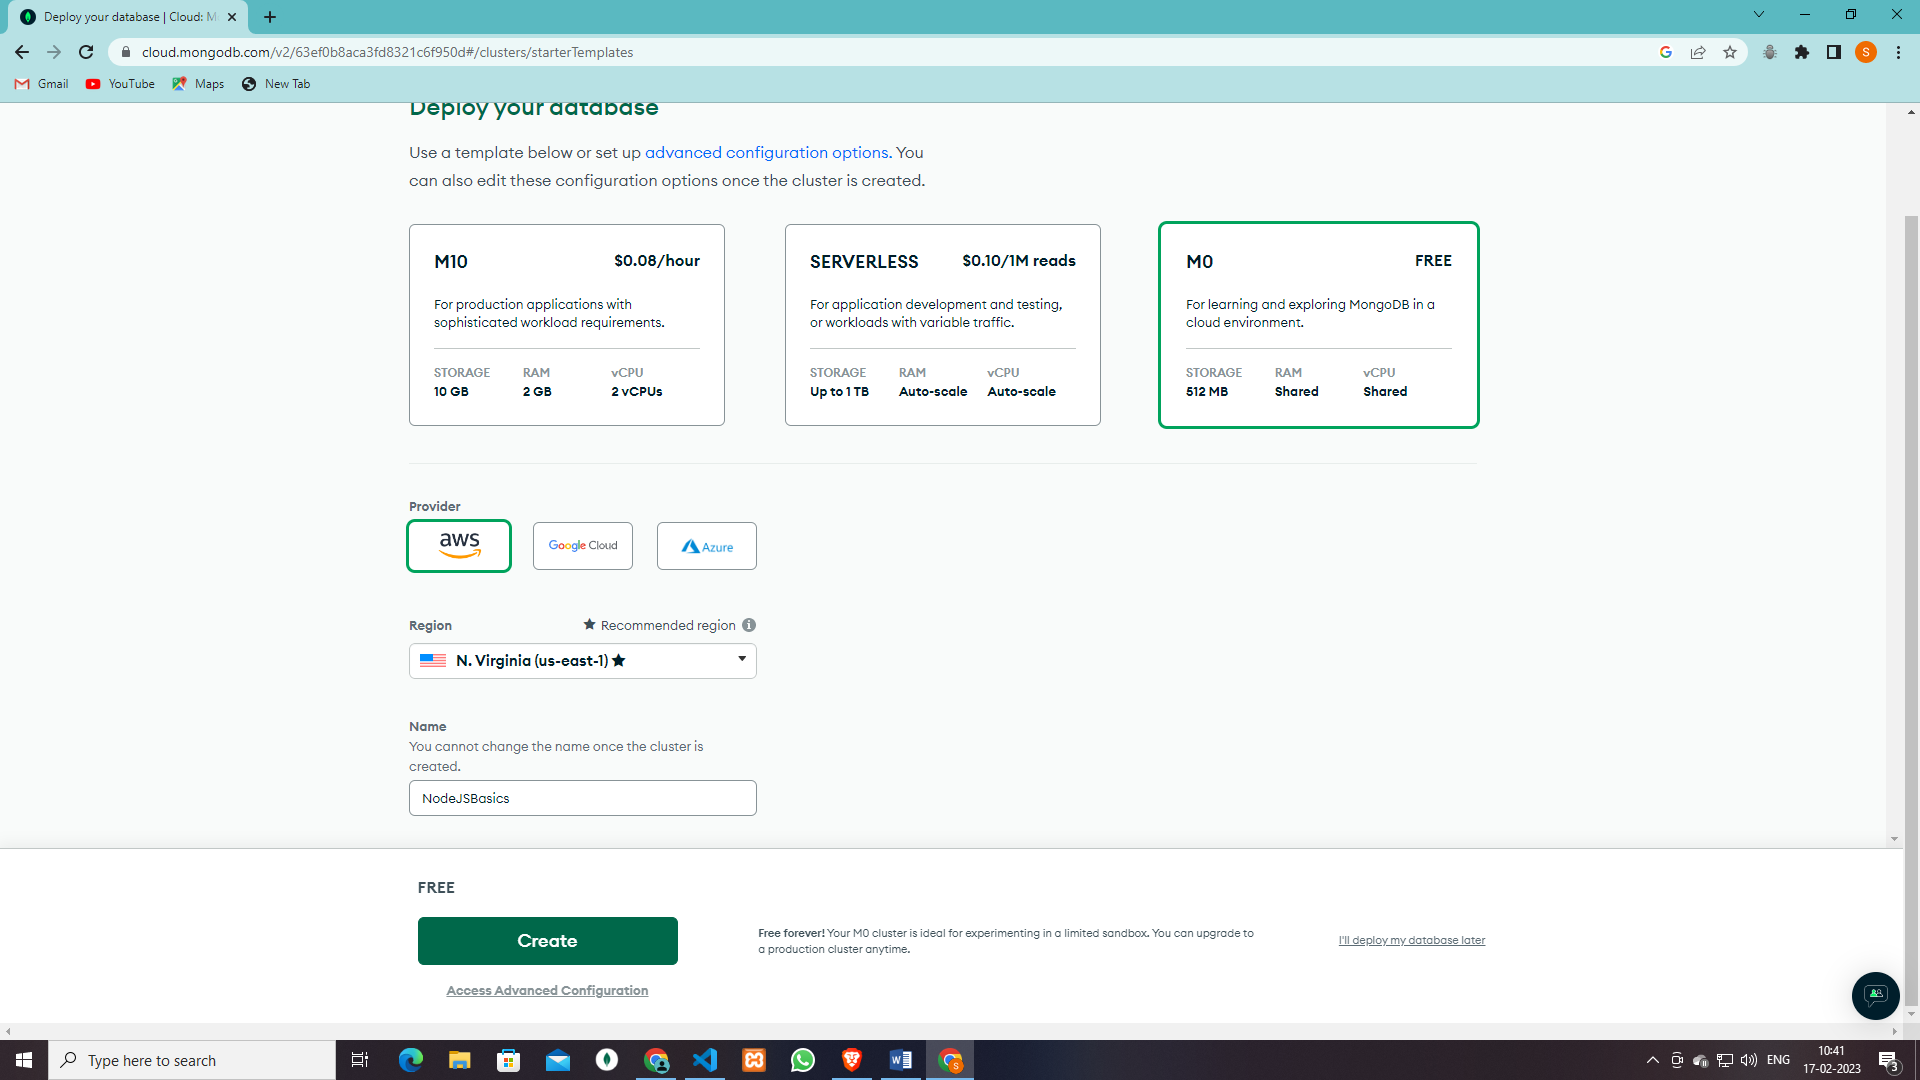 Deploy your database | Cloud: M
cloud.mongodb.com/v2/63ef0b8aca3fd8321c6f950d#/clusters/starterTemplates
S
Gmail YouTube Maps New Tab
Deploy your database
Use a template below or set up advanced configuration options. You
can also edit these configuration options once the cluster is created.
M10 $0.08/hour
For production applications with
sophisticated workload requirements.
STORAGE RAM vCPU
10 GB 2 GB 2 vCPUs
SERVERLESS $0.10/1M reads
For application development and testing,
or workloads with variable traffic.
STORAGE RAM vCPU
Up to 1 TB Auto-scale Auto-scale
M0 FREE
For learning and exploring MongoDB in a
cloud environment.
STORAGE RAM vCPU
512 MB Shared Shared
Provider
aws Google Cloud Azure
Region ★ Recommended region
N. Virginia (us-east-1) ★
Name
You cannot change the name once the cluster is
created.
NodeJSBasics
FREE
Create
Free forever! Your M0 cluster is ideal for experimenting in a limited sandbox. You can upgrade to
a production cluster anytime.
I'll deploy my database later
Access Advanced Configuration
Type here to search
ENG
10:41
17-02-2023
3